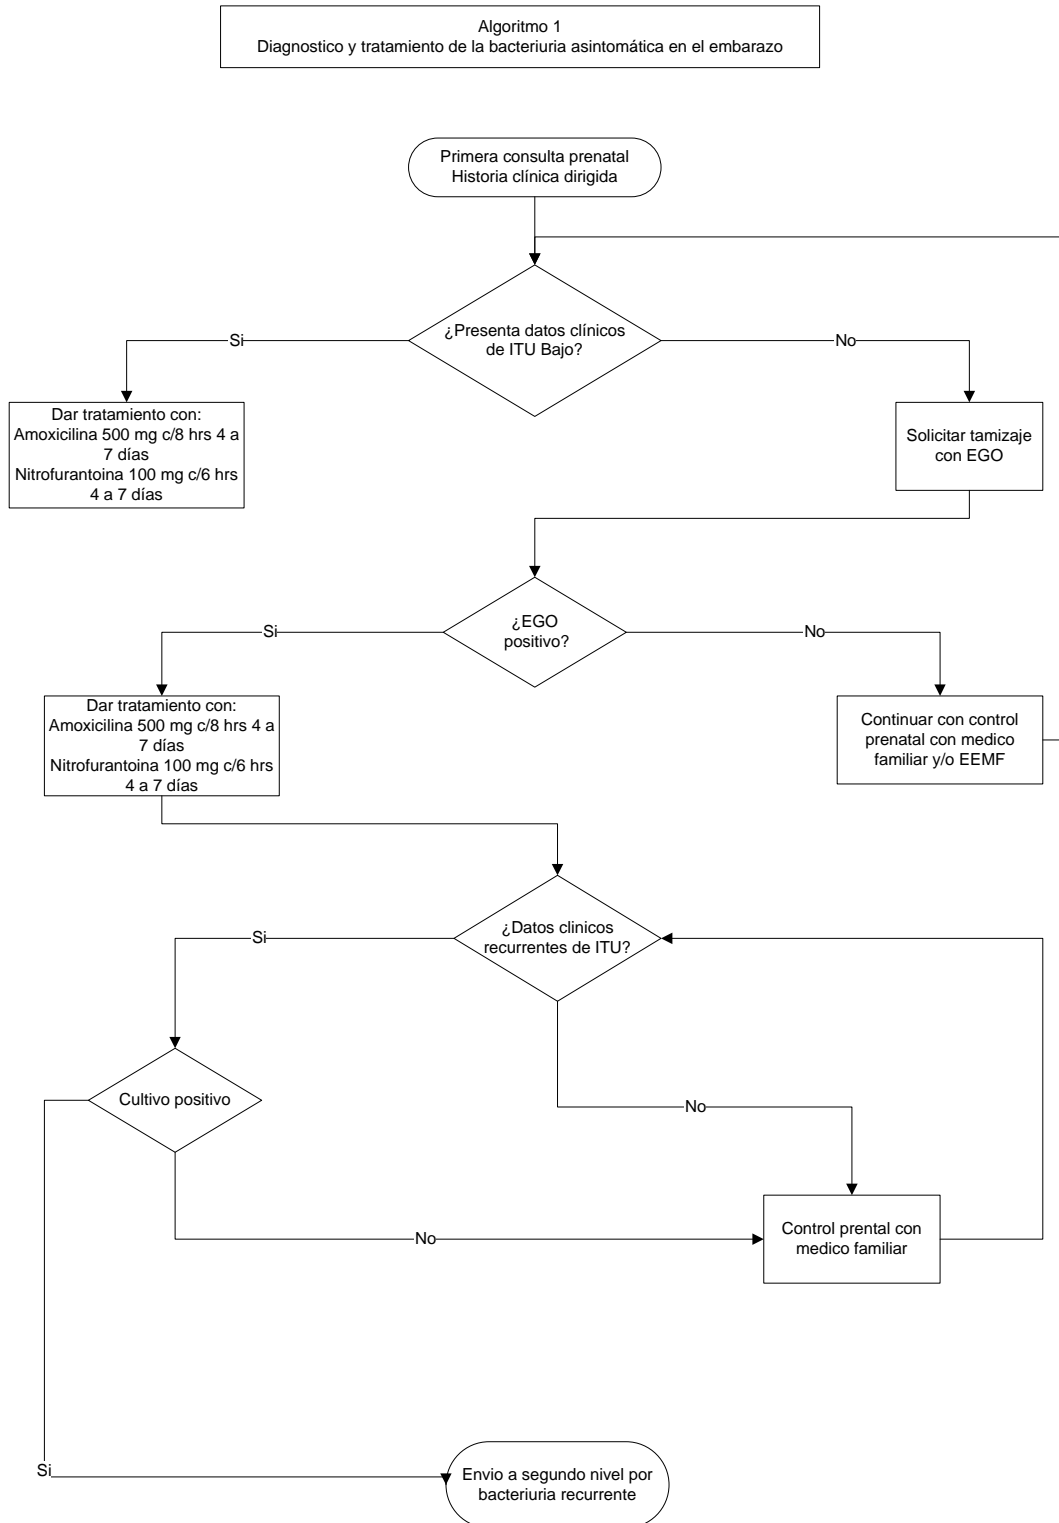 Algoritmo 1
Diagnostico y tratamiento de la bacteriuria asintomática en el embarazo
Primera consulta prenatal
Historia clínica dirigida
¿Presenta datos clínicos
de ITU Bajo?
Si
No
Dar tratamiento con:
Amoxicilina 500 mg c/8 hrs 4 a
7 días
Nitrofurantoina 100 mg c/6 hrs
4 a 7 días
Solicitar tamizaje
con EGO
¿EGO
positivo?
Si
No
Dar tratamiento con:
Amoxicilina 500 mg c/8 hrs 4 a
7 días
Nitrofurantoina 100 mg c/6 hrs
4 a 7 días
Continuar con control
prenatal con medico
familiar y/o EEMF
¿Datos clinicos
recurrentes de ITU?
Si
Cultivo positivo
No
Control prental con
medico familiar
No
Si
Envio a segundo nivel por
bacteriuria recurrente